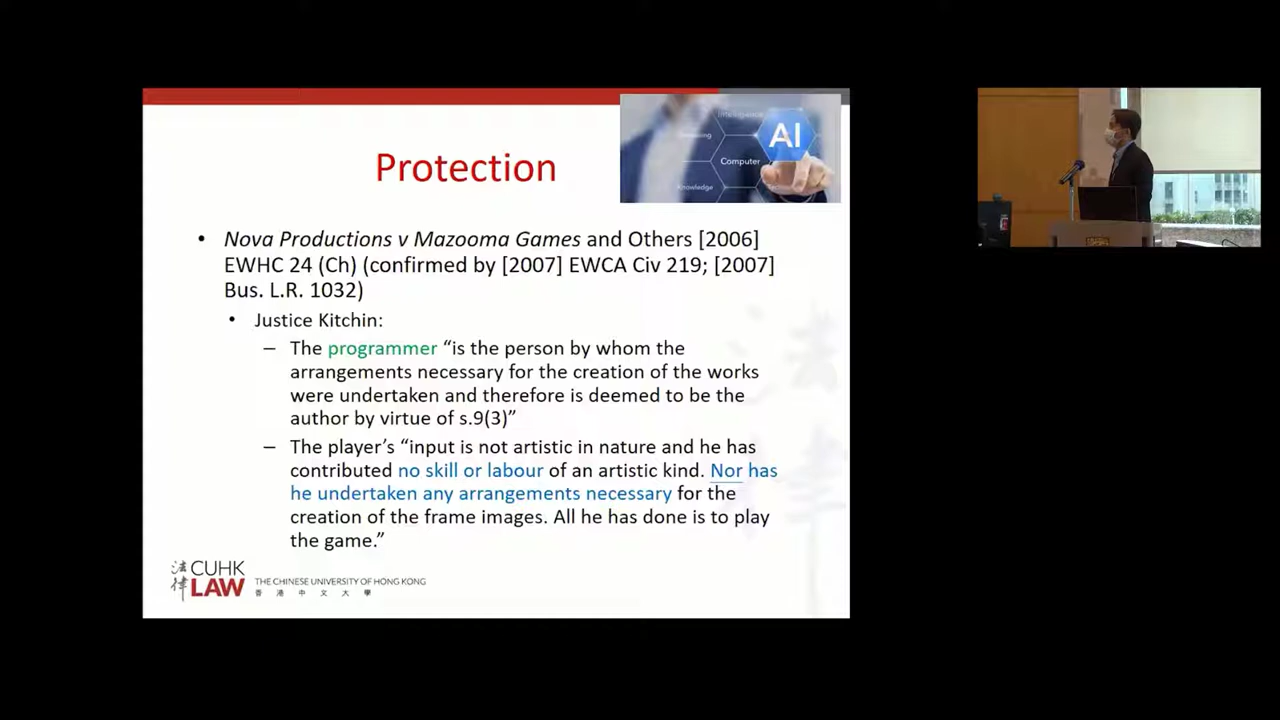 Protection
Intelligence
AI
Computer
Knowledge
• Nova Productions v Mazooma Games and Others [2006]
EWHC 24 (Ch) (confirmed by [2007] EWCA Civ 219; [2007]
Bus. L.R. 1032)
• Justice Kitchin:
– The programmer “is the person by whom the
arrangements necessary for the creation of the works
were undertaken and therefore is deemed to be the
author by virtue of s.9(3)”
– The player’s “input is not artistic in nature and he has
contributed no skill or labour of an artistic kind. Nor has
he undertaken any arrangements necessary for the
creation of the frame images. All he has done is to play
the game.”
法律 CUHK
LAW
THE CHINESE UNIVERSITY OF HONG KONG
香港中文大學